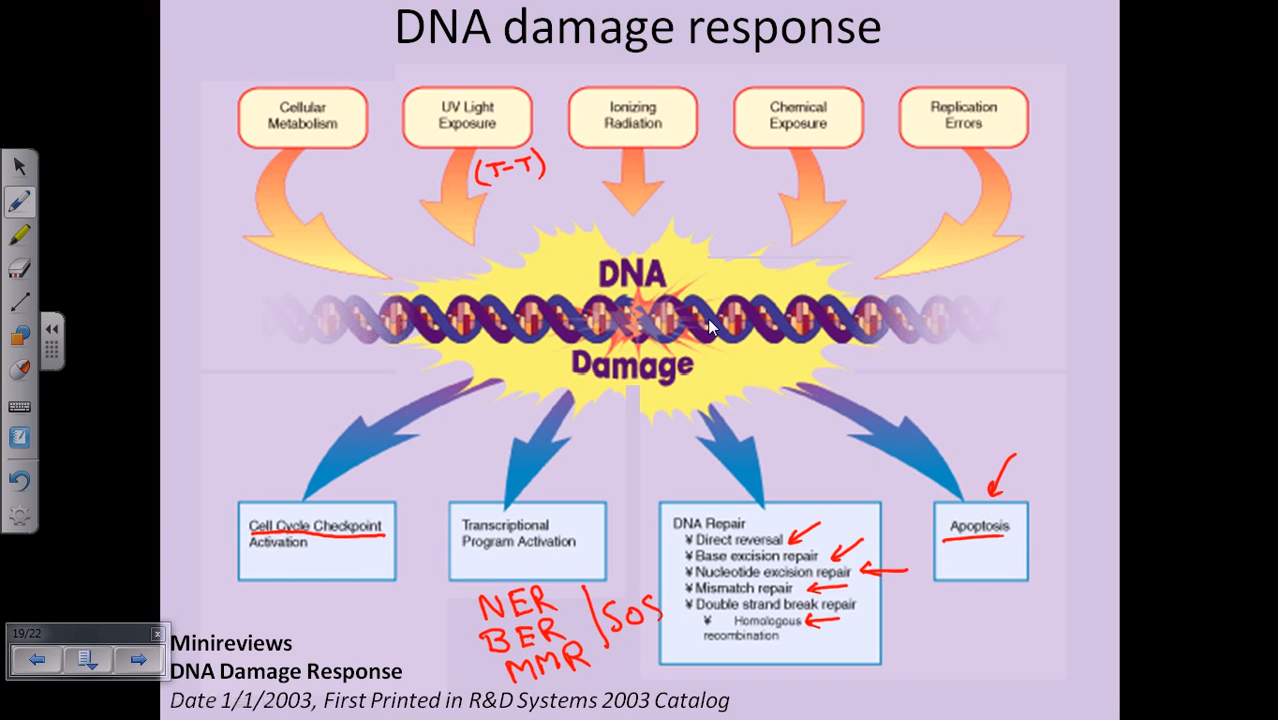 DNA damage response
Cellular
Metabolism
UV Light
Exposure
Ionizing
Radiation
Chemical
Exposure
Replication
Errors
(T-T)
DNA
Damage
Cell Cycle Checkpoint
Activation
Transcriptional
Program Activation
DNA Repair
¥ Direct reversal
¥ Base excision repair
¥ Nucleotide excision repair
¥ Mismatch repair
¥ Double strand break repair
¥ Homologous
recombination
Apoptosis
NER
BER
MMR
/SOS
19/22
Minireviews
DNA Damage Response
Date 1/1/2003, First Printed in R&D Systems 2003 Catalog